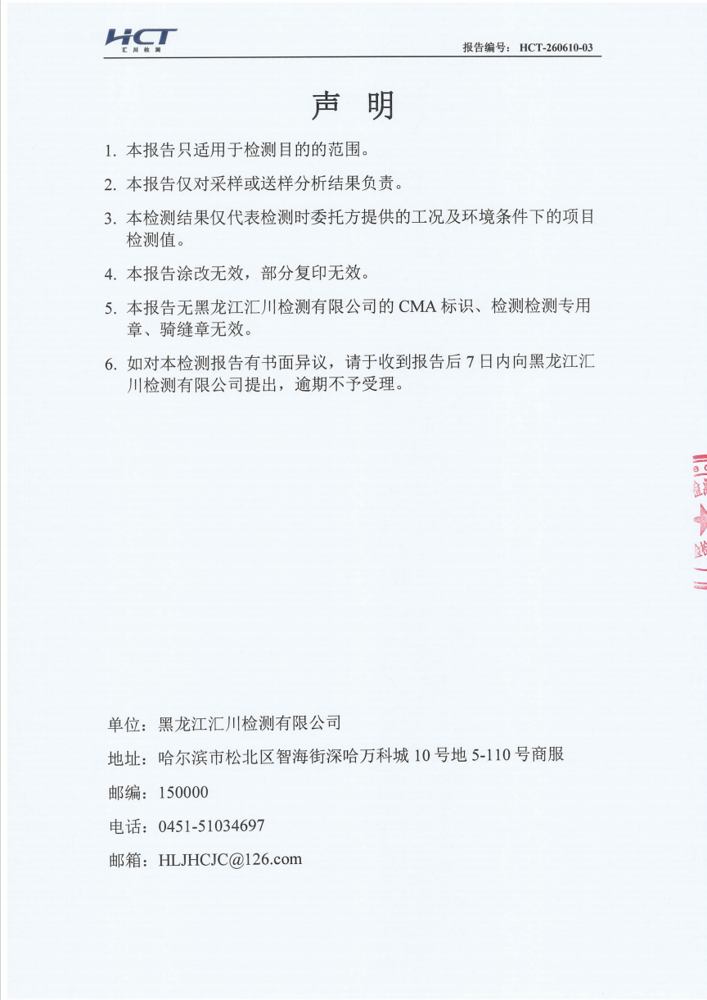 HCT
汇川检测
报告编号： HCT-260610-03
声 明
1. 本报告只适用于检测目的的范围。
2. 本报告仅对采样或送样分析结果负责。
3. 本检测结果仅代表检测时委托方提供的工况及环境条件下的项目
检测值。
4. 本报告涂改无效，部分复印无效。
5. 本报告无黑龙江汇川检测有限公司的 CMA 标识、检测检测专用
章、骑缝章无效。
6. 如对本检测报告有书面异议，请于收到报告后 7 日内向黑龙江汇
川检测有限公司提出，逾期不予受理。
单位：黑龙江汇川检测有限公司
地址：哈尔滨市松北区智海街深哈万科城 10 号地 5-110 号商服
邮编：150000
电话：0451-51034697
邮箱：HLJHCJC@126.com